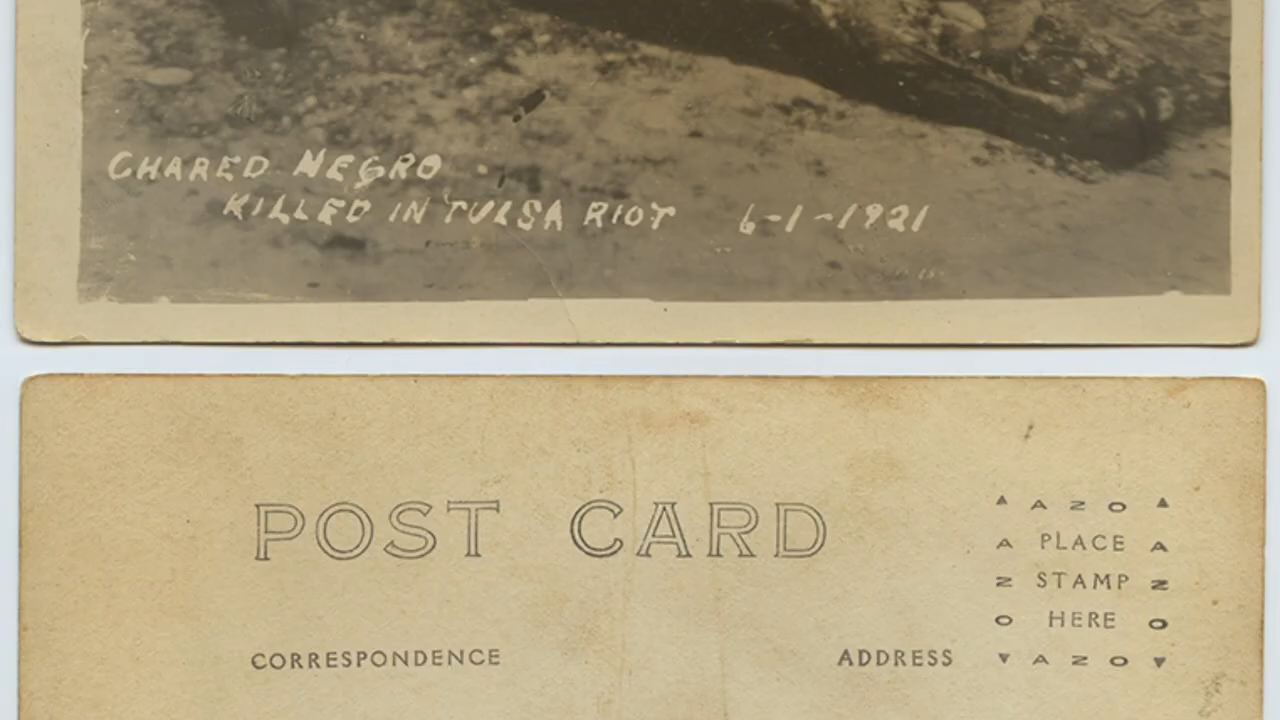 CHARED NEGRO
KILLED IN TULSA RIOT 6-1-1921
POST CARD
CORRESPONDENCE
ADDRESS
▲ AZO ▲
A PLACE A
Z STAMP Z
O HERE O
▼ AZO ▼